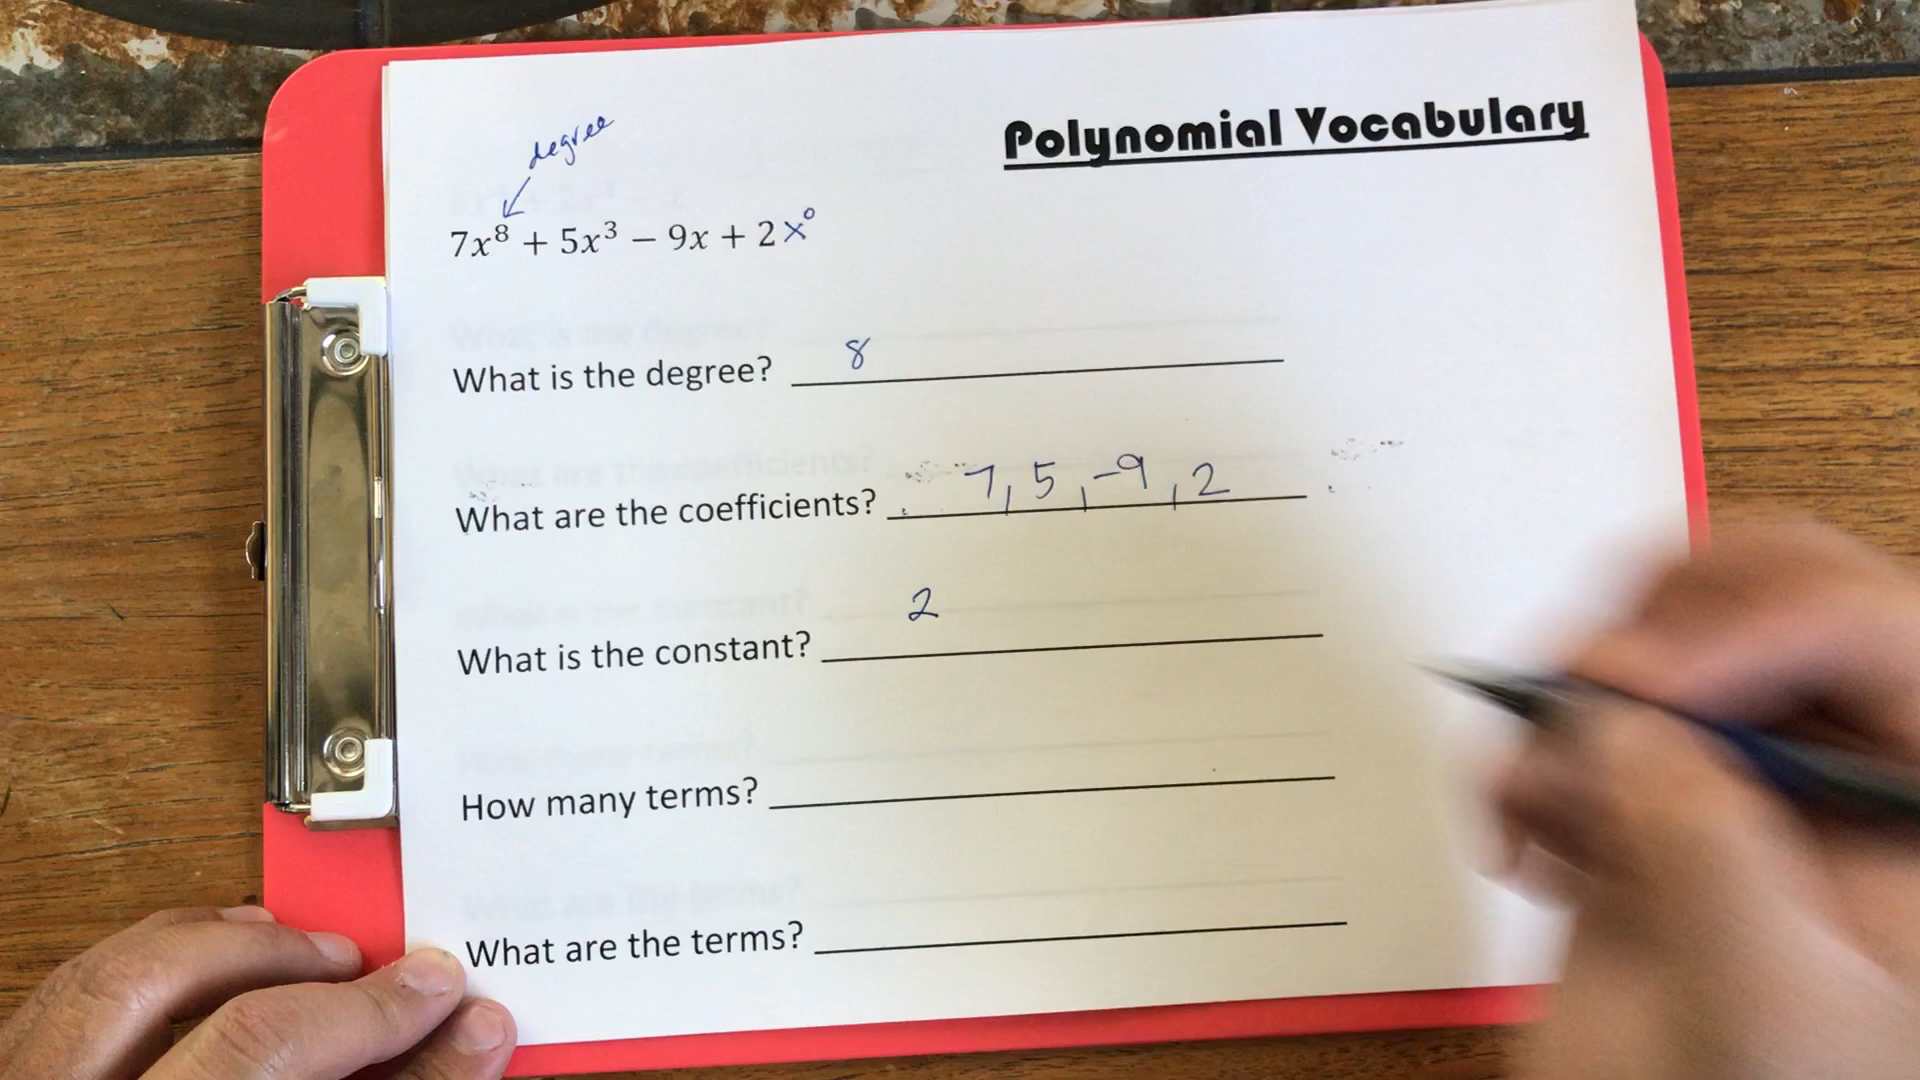 Polynomial Vocabulary
degree
7x⁸ + 5x³ − 9x + 2x⁰
What is the degree? 8
What are the coefficients? 7, 5, -9, 2
What is the constant? 2
How many terms?
What are the terms?